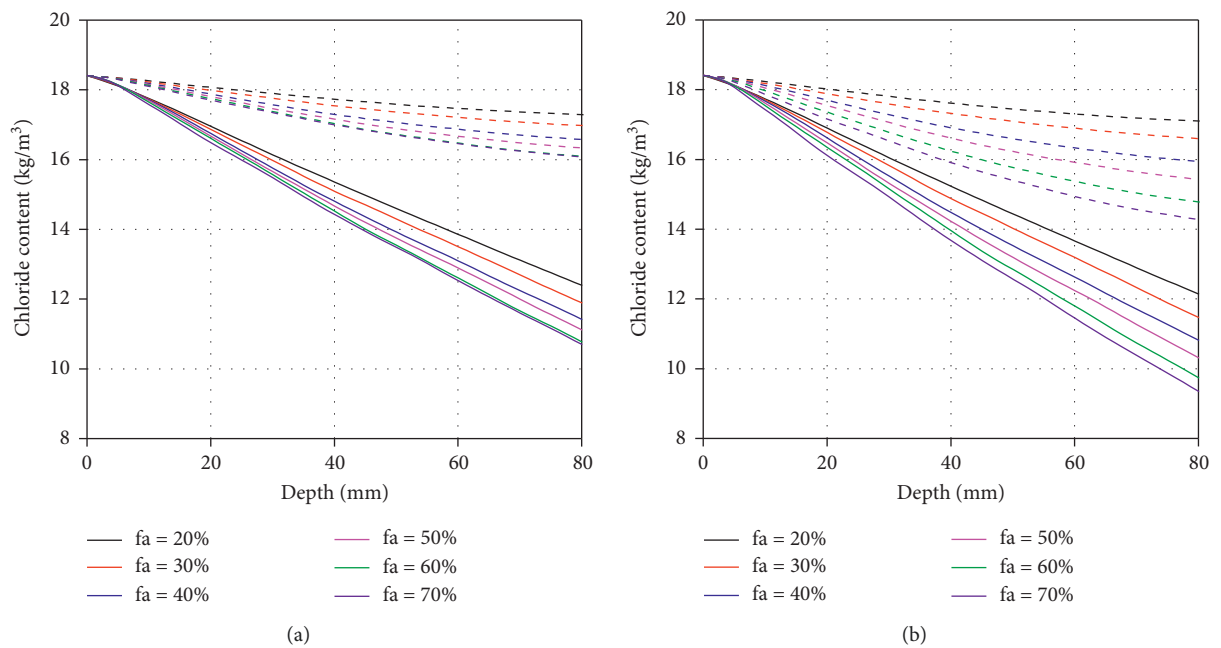 20
18
16
14
12
10
8
Chloride content (kg/m³)
0 20 40 60 80
Depth (mm)
fa = 20% fa = 50%
fa = 30% fa = 60%
fa = 40% fa = 70%
(a)
20
18
16
14
12
10
8
Chloride content (kg/m³)
0 20 40 60 80
Depth (mm)
fa = 20% fa = 50%
fa = 30% fa = 60%
fa = 40% fa = 70%
(b)